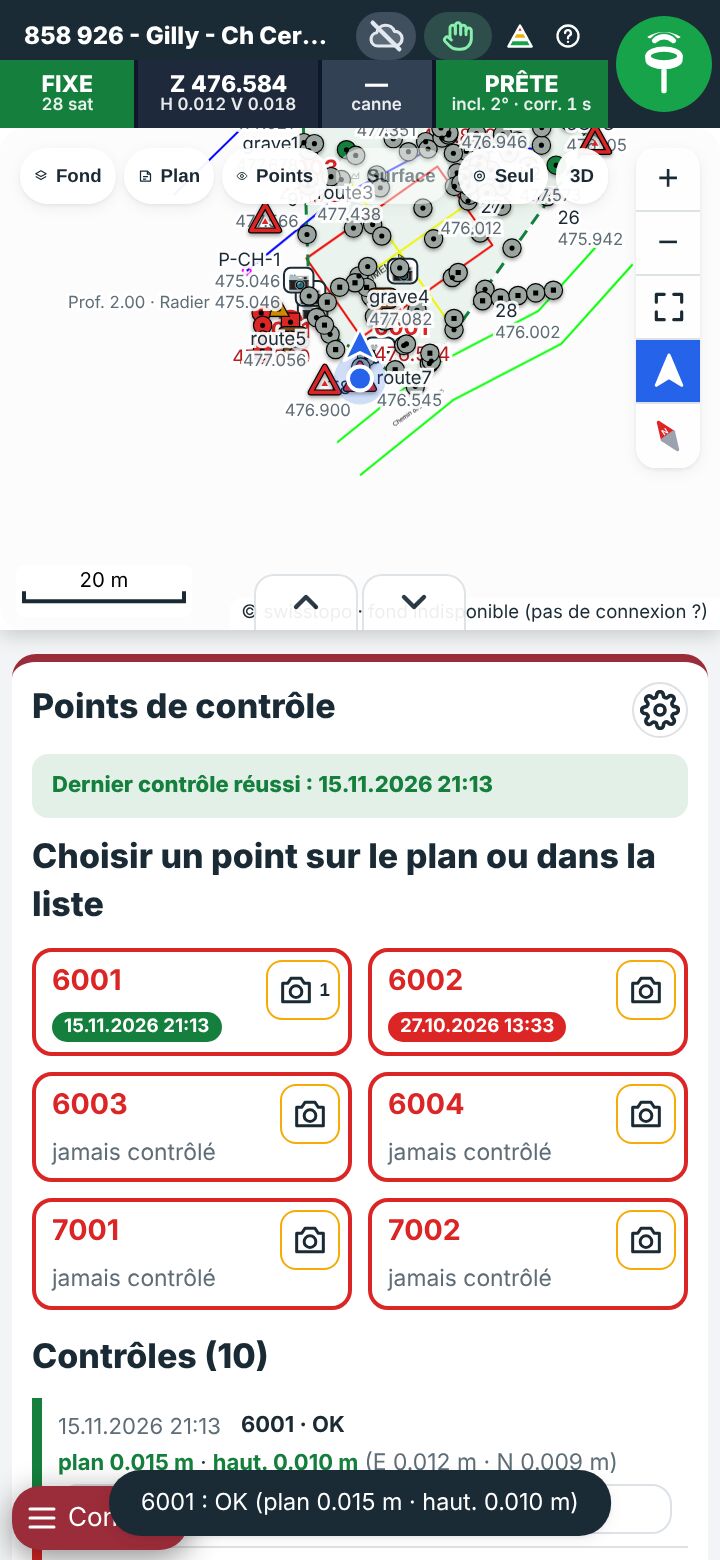 858 926 - Gilly - Ch Cer...
FIXE
28 sat
Z 476.584
H 0.012 V 0.018
—
canne
PRÊTE
incl. 2° · corr. 1 s
477.351
476.946
Fond
Plan
Points
Surface
Seul
3D
route3
477.438
27
476.012
26
475.942
P-CH-1
475.046
Prof. 2.00 · Radier 475.046
grave4
477.082
28
476.002
route5
477.056
route7
476.545
476.900
N
20 m
© swisstopo · fond indisponible (pas de connexion ?)
Points de contrôle
Dernier contrôle réussi : 15.11.2026 21:13
Choisir un point sur le plan ou dans la
liste
6001
1
15.11.2026 21:13
6002
27.10.2026 13:33
6003
jamais contrôlé
6004
jamais contrôlé
7001
jamais contrôlé
7002
jamais contrôlé
Contrôles (10)
15.11.2026 21:13 6001 · OK
plan 0.015 m · haut. 0.010 m (E 0.012 m · N 0.009 m)
6001 : OK (plan 0.015 m · haut. 0.010 m)